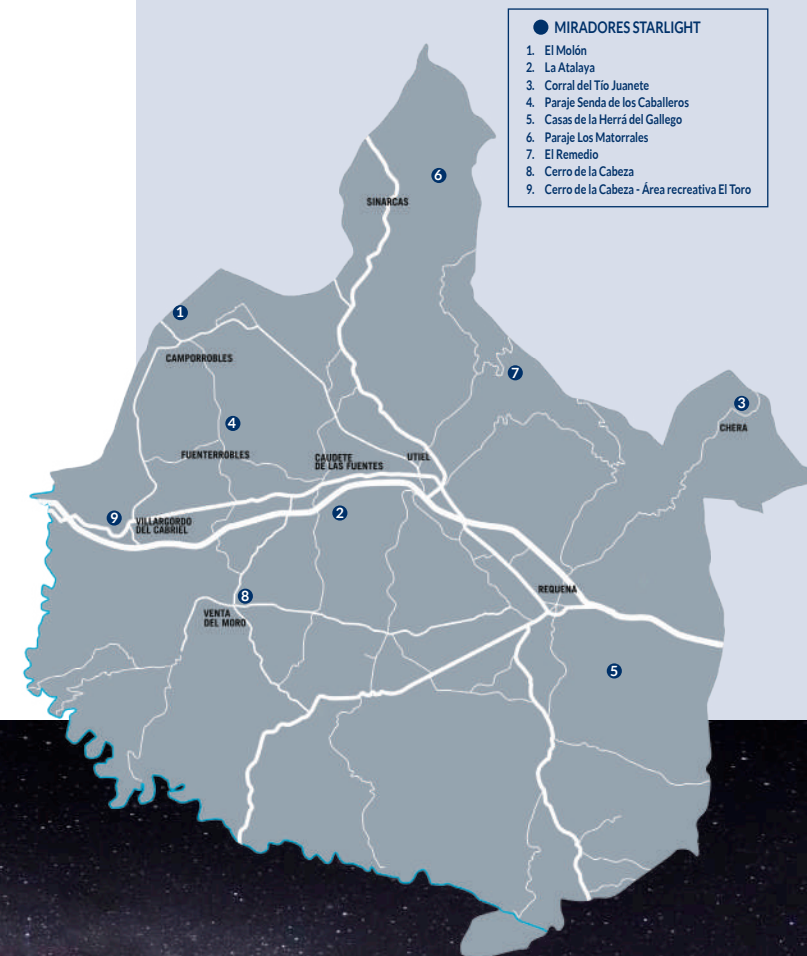 MIRADORES STARLIGHT
1. El Molón
2. La Atalaya
3. Corral del Tío Juanete
4. Paraje Senda de los Caballeros
5. Casas de la Herrá del Gallego
6. Paraje Los Matorrales
7. El Remedio
8. Cerro de la Cabeza
9. Cerro de la Cabeza - Área recreativa El Toro
6
SINARCAS
1
CAMPORROBLES
7
3
CHERA
4
FUENTERROBLES
CAUDETE
DE LAS FUENTES
UTIEL
9
VILLARGORDO
DEL CABRIEL
2
REQUENA
8
VENTA
DEL MORO
5